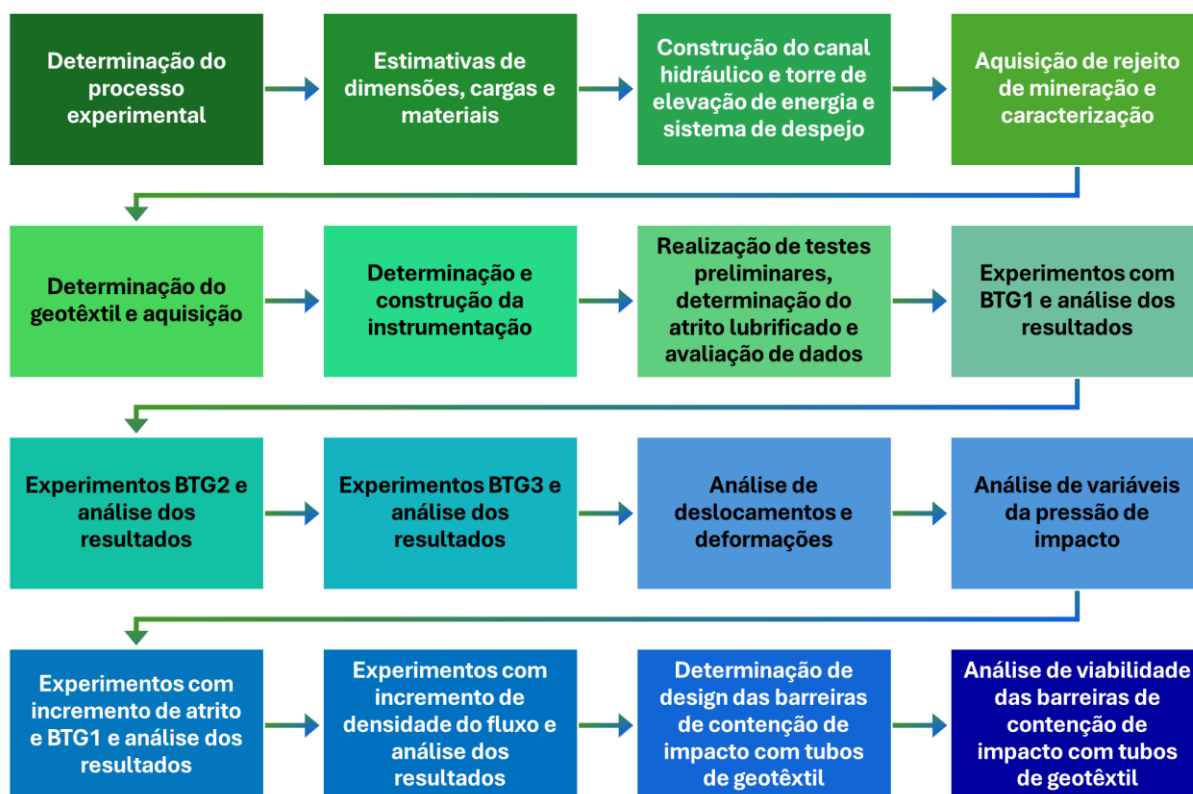 Determinação do
processo
experimental
Estimativas de
dimensões, cargas e
materiais
Construção do canal
hidráulico e torre de
elevação de energia e
sistema de despejo
Aquisição de rejeito
de mineração e
caracterização
Determinação do
geotêxtil e aquisição
Determinação e
construção da
instrumentação
Realização de testes
preliminares,
determinação do
atrito lubrificado e
avaliação de dados
Experimentos com
BTG1 e análise dos
resultados
Experimentos BTG2 e
análise dos
resultados
Experimentos BTG3 e
análise dos
resultados
Análise de
deslocamentos e
deformações
Análise de variáveis
da pressão de
impacto
Experimentos com
incremento de atrito
e BTG1 e análise dos
resultados
Experimentos com
incremento de
densidade do fluxo e
análise dos
resultados
Determinação de
design das barreiras
de contenção de
impacto com tubos
de geotêxtil
Análise de viabilidade
das barreiras de
contenção de
impacto com tubos
de geotêxtil